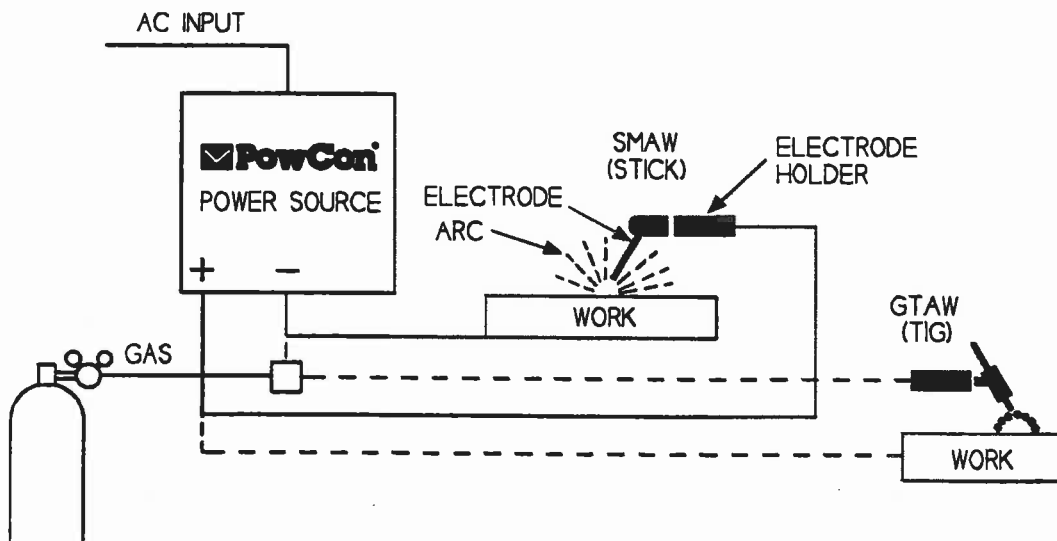 AC INPUT
PowCon®
POWER SOURCE
+ −
SMAW
(STICK)
ELECTRODE
HOLDER
ELECTRODE
ARC
WORK
GTAW
(TIG)
GAS
WORK